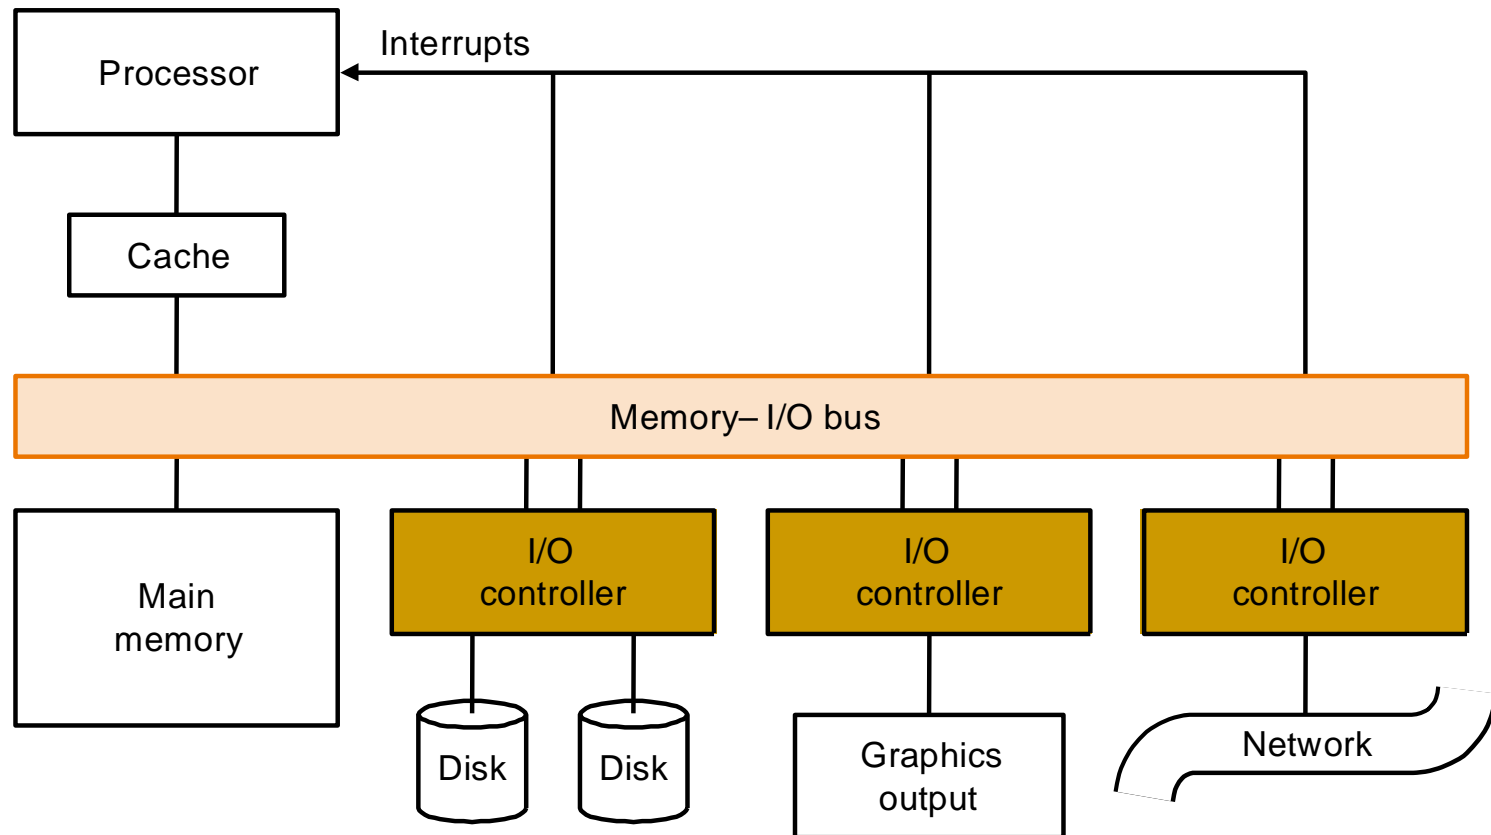 Interrupts
Processor
Cache
Memory– I/O bus
Main
memory
I/O
controller
I/O
controller
I/O
controller
Disk
Disk
Graphics
output
Network